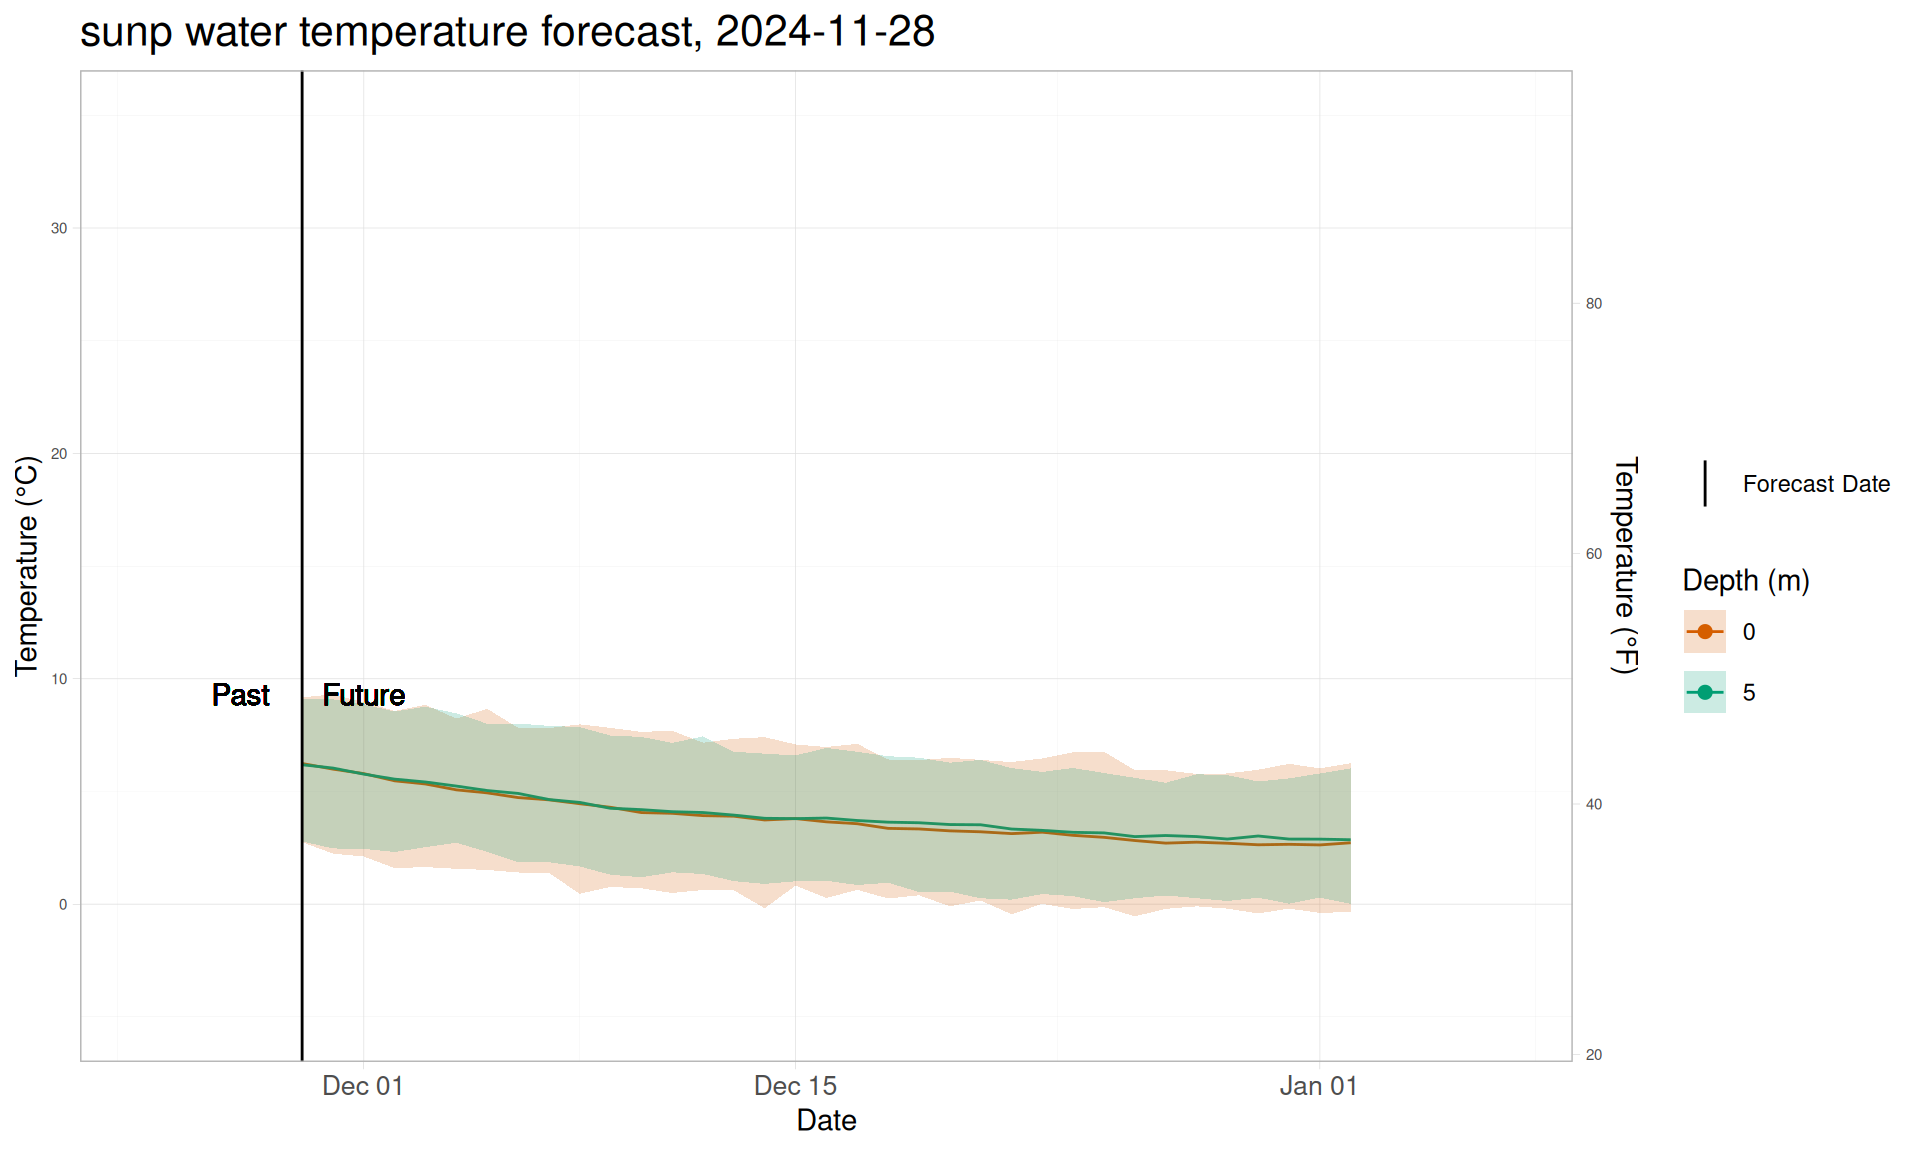 sunp water temperature forecast, 2024-11-28
Temperature (°C)
30
20
10
0
Past
Future
80
60
40
20
Temperature (°F)
Dec 01
Dec 15
Jan 01
Date
Forecast Date
Depth (m)
0
5